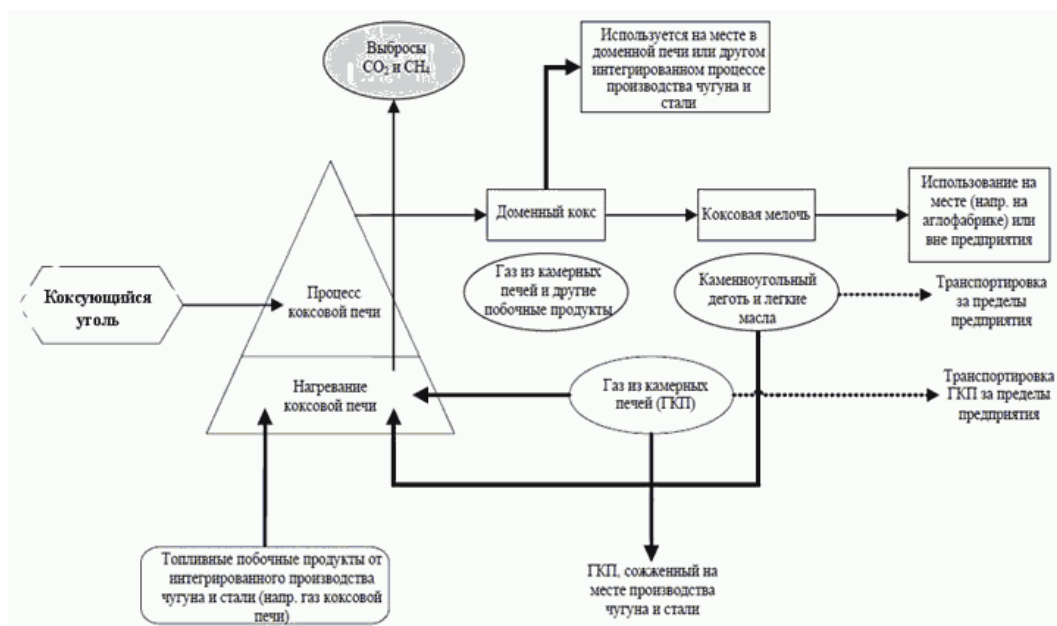 Выбросы
CO₂ и CH₄
Используется на месте в
доменной печи или другом
интегрированном процессе
производства чугуна и
стали
Доменный кокс
Коксовая мелочь
Использование на
месте (напр. на
аглофабрике) или
вне предприятия
Коксующийся
уголь
Процесс
коксовой печи
Газ из камерных
печей и другие
побочные продукты
Каменноугольный
деготь и легкие
масла
Транспортировка
за пределы
предприятия
Нагревание
коксовой печи
Газ из камерных
печей (ГКП)
Транспортировка
ГКП за пределы
предприятия
Топливные побочные продукты от
интегрированного производства
чугуна и стали (напр. газ коксовой
печи)
ГКП, сожженный на
месте производства
чугуна и стали